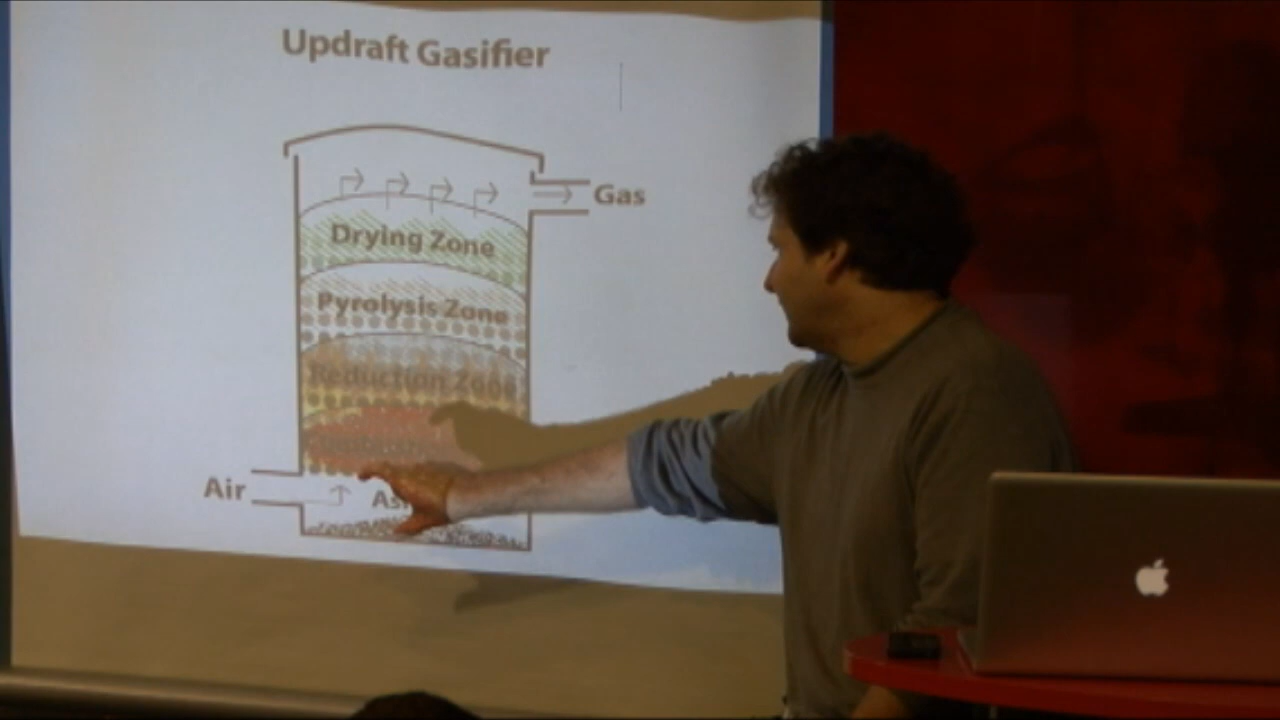 Updraft Gasifier
Gas
Drying Zone
Pyrolysis Zone
Reduction Zone
Air